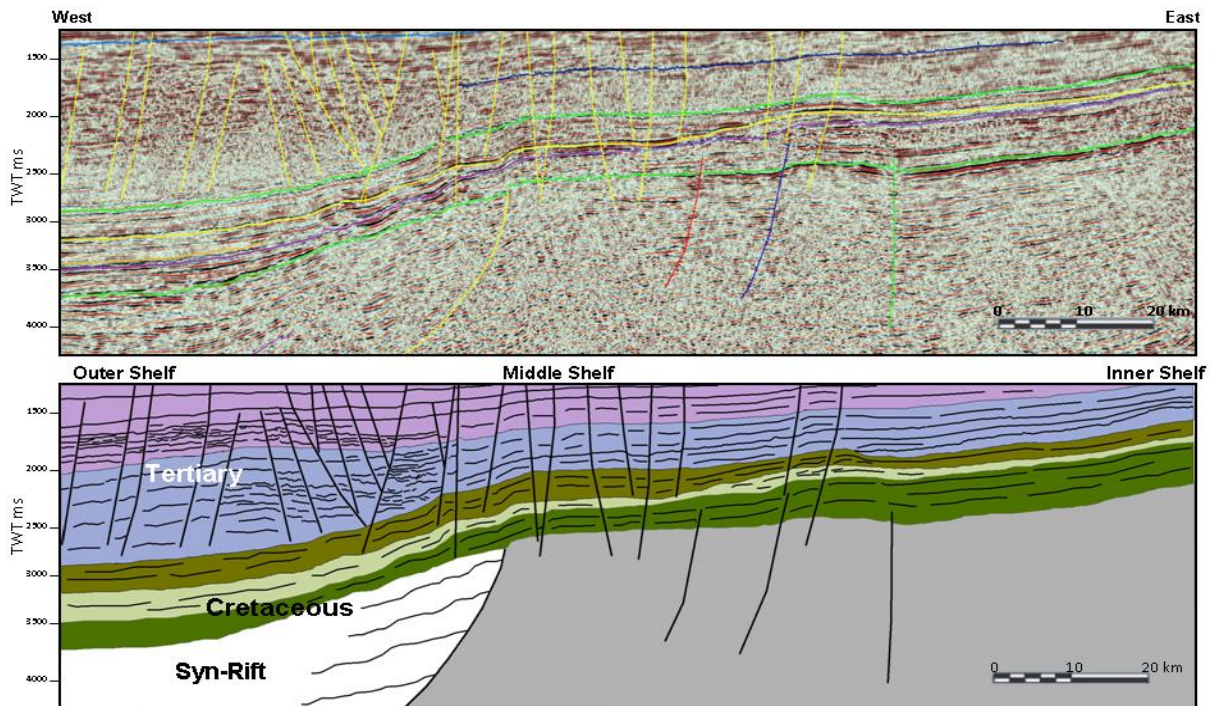 West East
TWT ms
1500
2000
2500
3000
3500
4000
0 10 20 km
Outer Shelf Middle Shelf Inner Shelf
TWT ms
1500
2000
2500
3000
3500
4000
Tertiary
Cretaceous
Syn-Rift
0 10 20 km